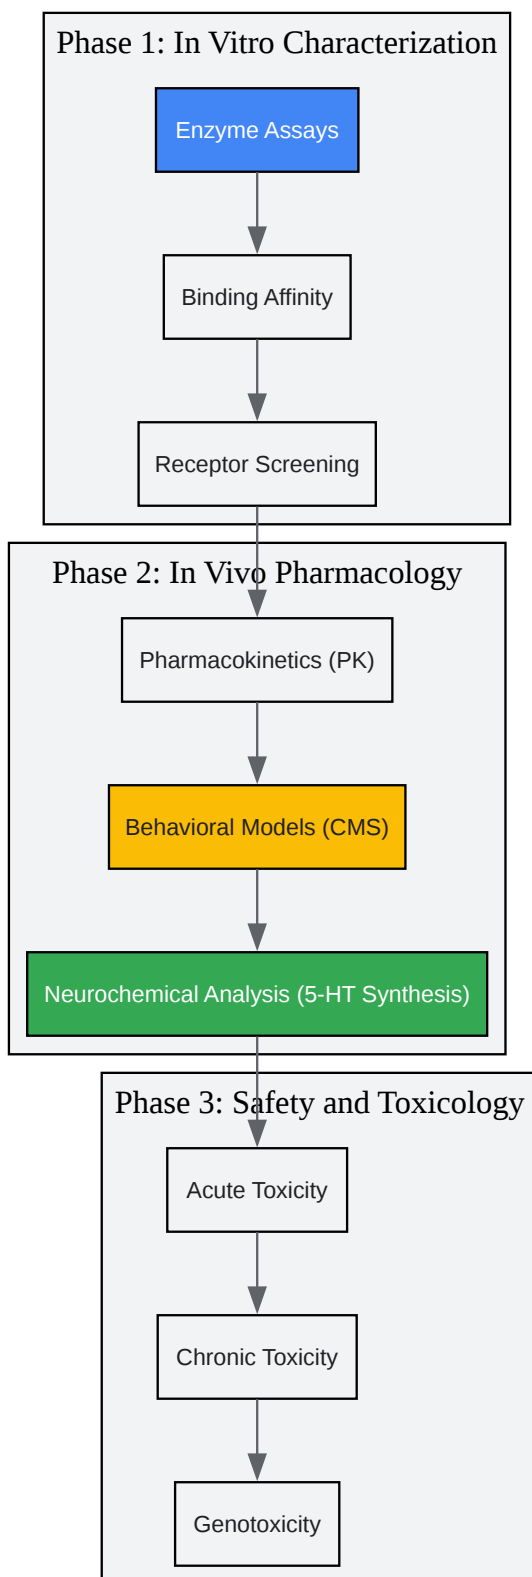 Phase 1: In Vitro Characterization
Enzyme Assays
Binding Affinity
Receptor Screening
Phase 2: In Vivo Pharmacology
Pharmacokinetics (PK)
Behavioral Models (CMS)
Neurochemical Analysis (5-HT Synthesis)
Phase 3: Safety and Toxicology
Acute Toxicity
Chronic Toxicity
Genotoxicity